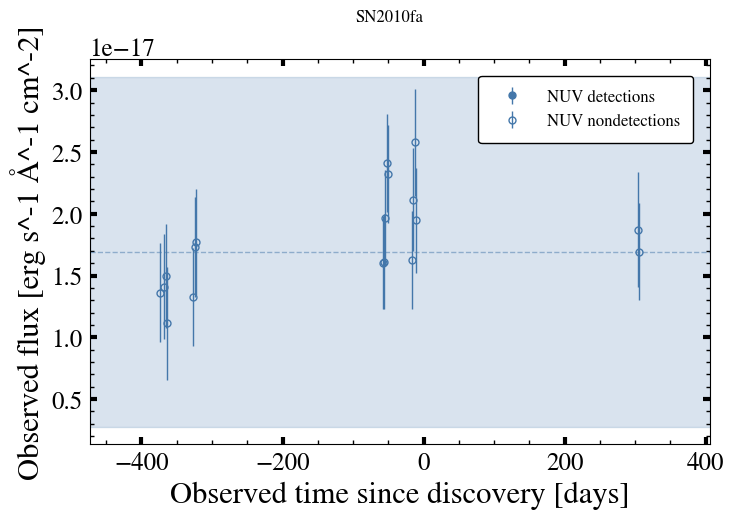 SN2010fa
1e−17
Observed flux [erg s^-1 Å^-1 cm^-2]
3.0
2.5
2.0
1.5
1.0
0.5
NUV detections
NUV nondetections
−400
−200
0
200
400
Observed time since discovery [days]